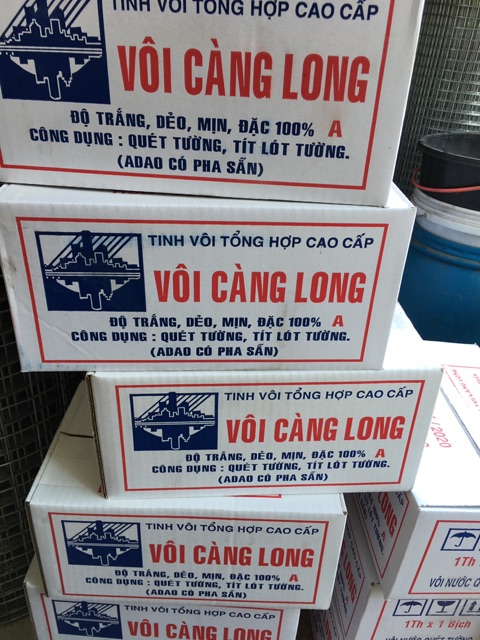 TINH VÔI TỔNG HỢP CAO CẤP
VÔI CÀNG LONG
ĐỘ TRẮNG, DẺO, MỊN, ĐẶC 100% A
CÔNG DỤNG : QUÉT TƯỜNG, TÍT LÓT TƯỜNG.
(ADAO CÓ PHA SẴN)
TINH VÔI TỔNG HỢP CAO CẤP
VÔI CÀNG LONG
ĐỘ TRẮNG, DẺO, MỊN, ĐẶC 100% A
CÔNG DỤNG : QUÉT TƯỜNG, TÍT LÓT TƯỜNG.
(ADAO CÓ PHA SẴN)
TINH VÔI TỔNG HỢP CAO CẤP
VÔI CÀNG LONG
ĐỘ TRẮNG, DẺO, MỊN, ĐẶC 100% A
CÔNG DỤNG : QUÉT TƯỜNG, TÍT LÓT TƯỜNG.
(ADAO CÓ PHA SẴN)
TINH VÔI TỔNG HỢP CAO CẤP
VÔI CÀNG LONG
ĐỘ TRẮNG, DẺO, MỊN, ĐẶC 100% A
CÔNG DỤNG : QUÉT TƯỜNG, TÍT LÓT TƯỜNG.
(ADAO CÓ PHA SẴN)
TINH VÔI TỔNG HỢP
2020
LONG
1Th
VÔI NƯỚC
1Th x 1 Bịch